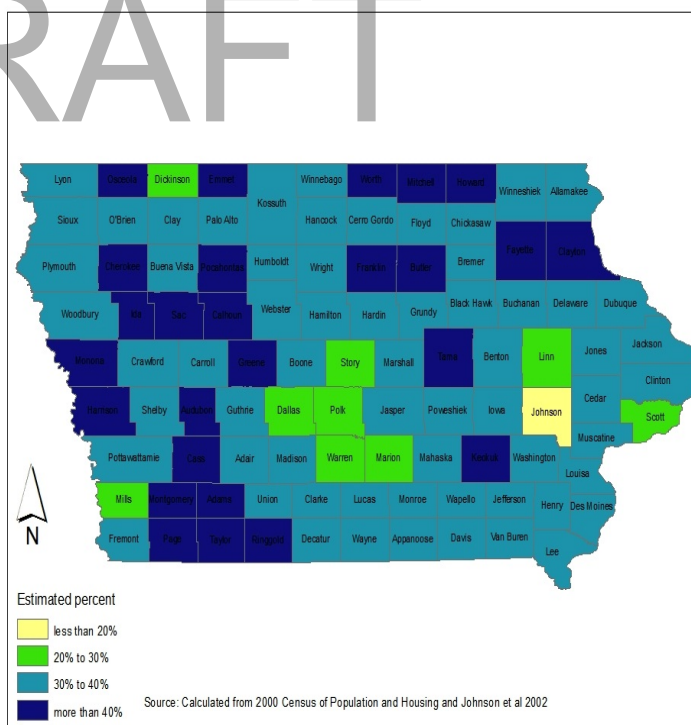 RAFT
Lyon Osceola Dickinson Emmet Winnebago Worth Mitchell Howard Winneshiek Allamakee
Kossuth
Sioux O'Brien Clay Palo Alto Hancock Cerro Gordo Floyd Chickasaw
Fayette Clayton
Plymouth Cherokee Buena Vista Pocahontas Humboldt Wright Franklin Butler Bremer
Woodbury Ida Sac Calhoun Webster Hamilton Hardin Grundy Black Hawk Buchanan Delaware Dubuque
Monona Crawford Carroll Greene Boone Story Marshall Tama Benton Linn Jones Jackson
Clinton
Harrison Shelby Audubon Guthrie Dallas Polk Jasper Poweshiek Iowa Johnson Cedar Scott
Muscatine
Pottawattamie Cass Adair Madison Warren Marion Mahaska Keokuk Washington
Louisa
Mills Montgomery Adams Union Clarke Lucas Monroe Wapello Jefferson Henry Des Moines
Fremont Page Taylor Ringgold Decatur Wayne Appanoose Davis Van Buren Lee
N
Estimated percent
less than 20%
20% to 30%
30% to 40%
more than 40%
Source: Calculated from 2000 Census of Population and Housing and Johnson et al 2002